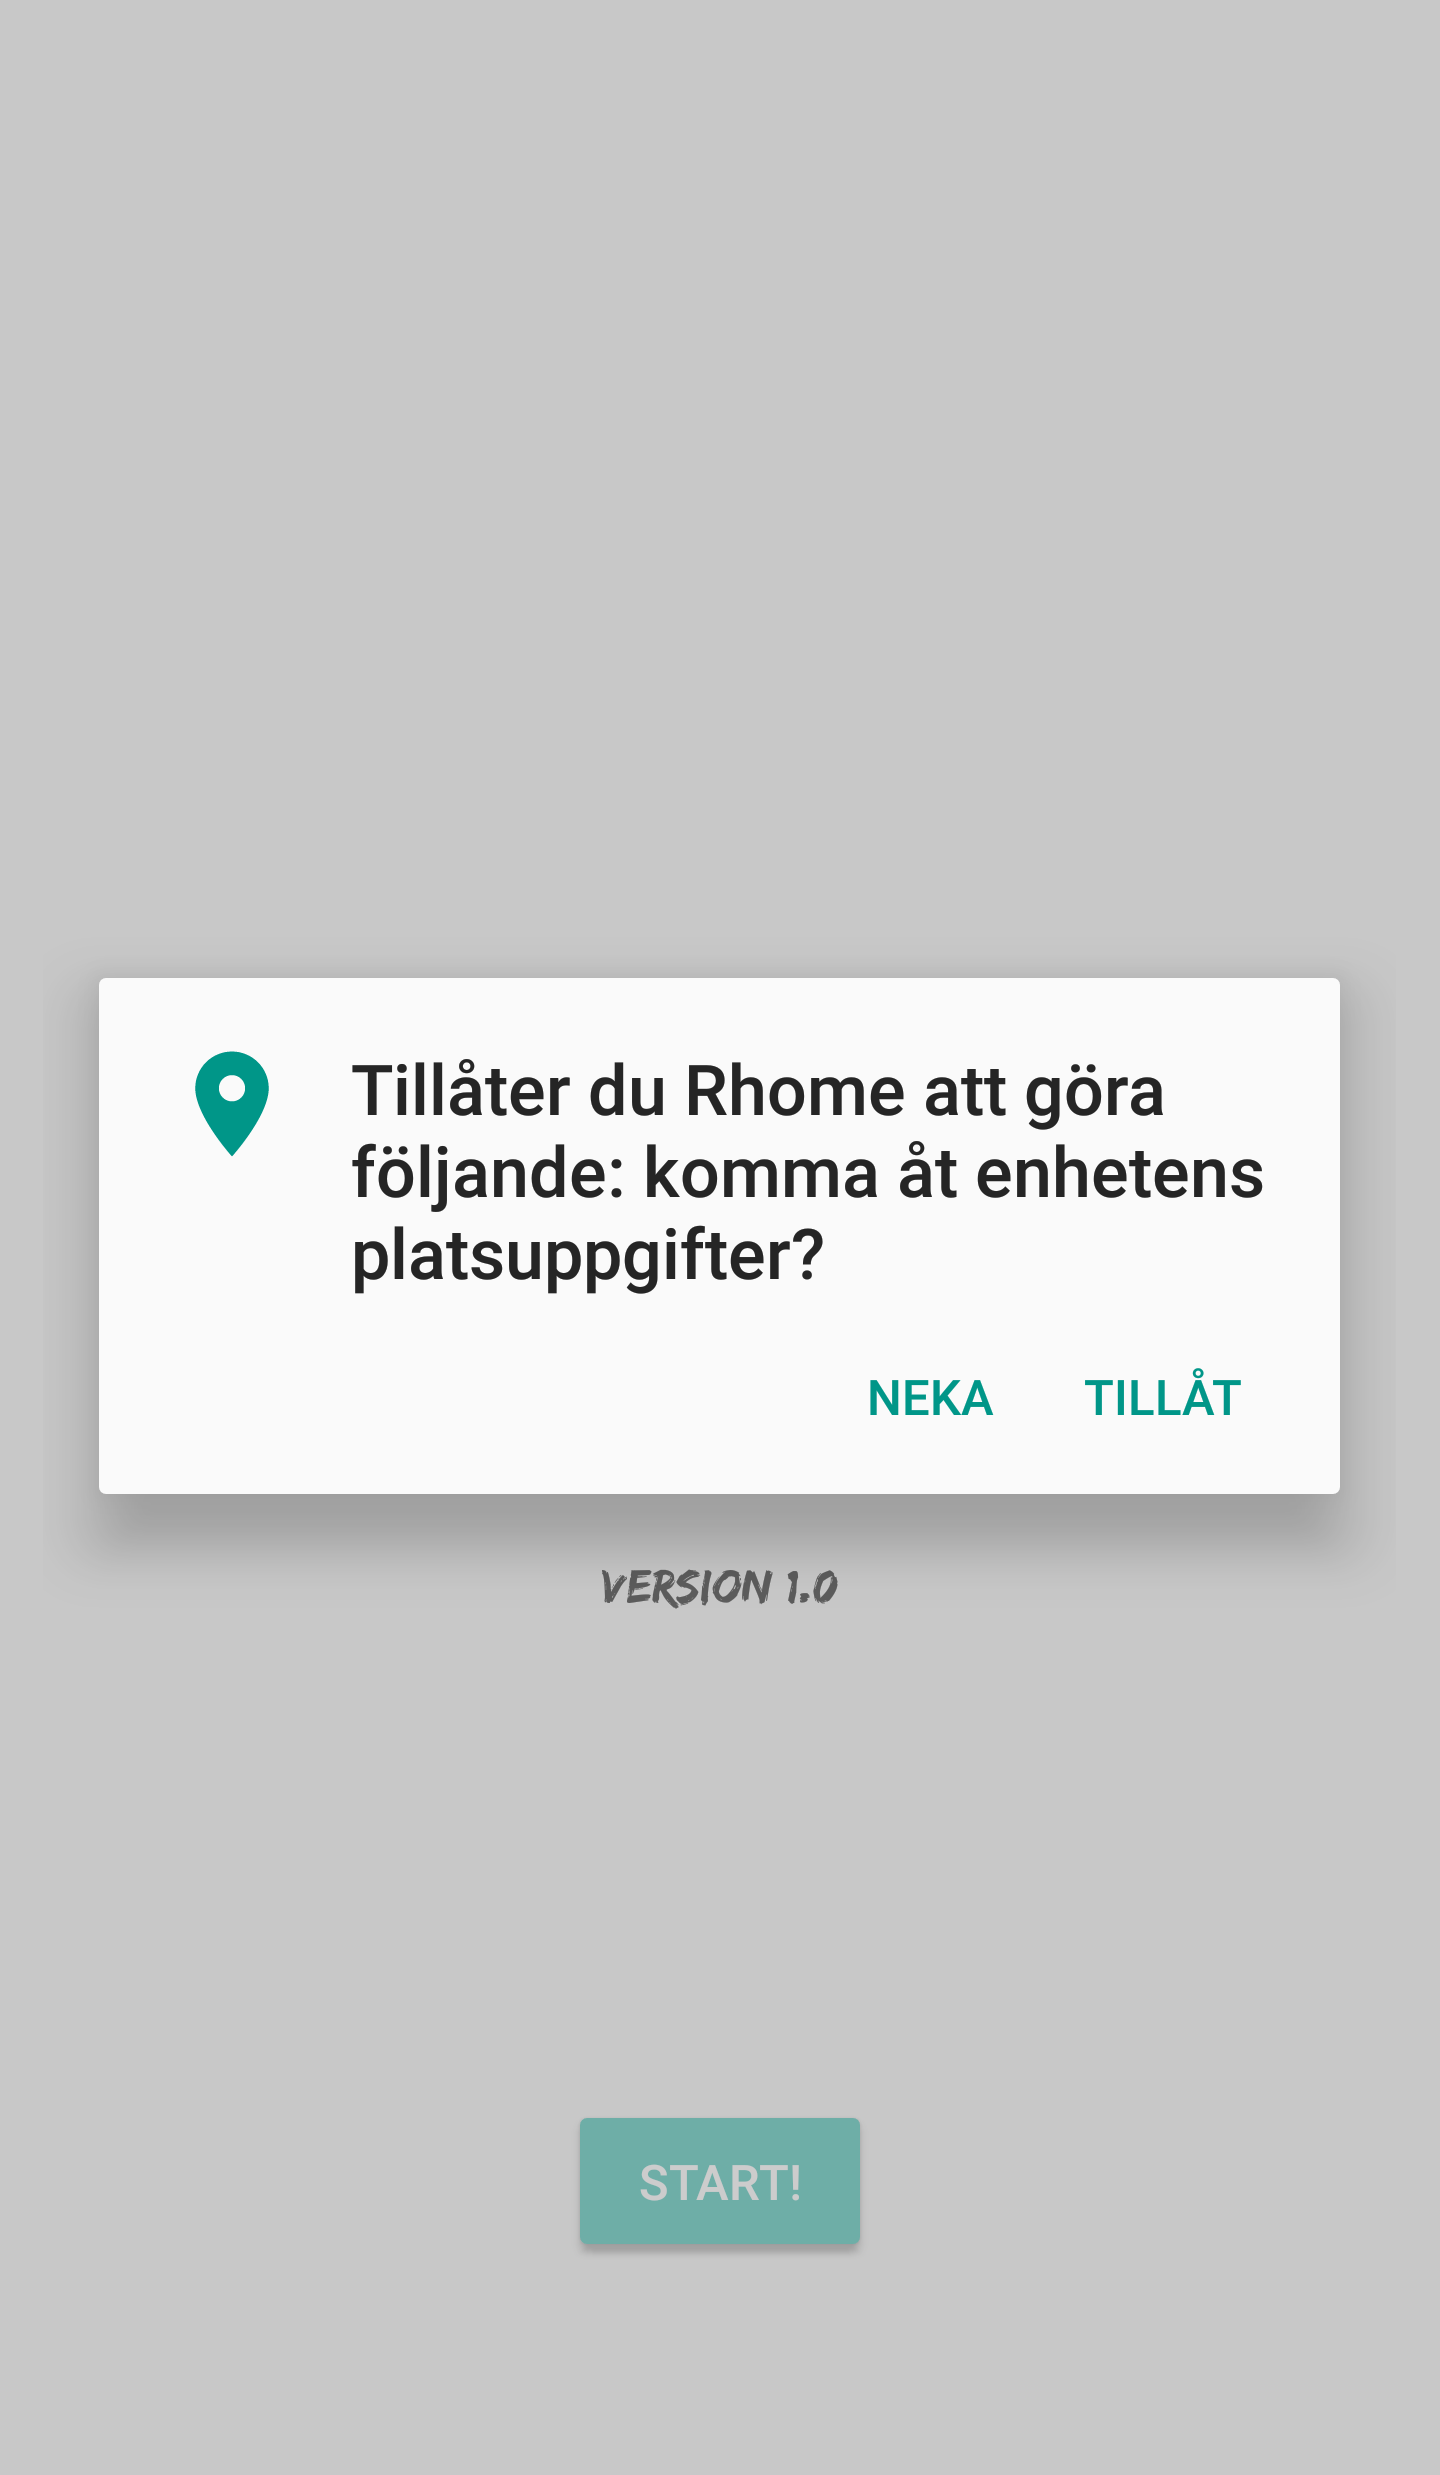 Tillåter du Rhome att göra
följande: komma åt enhetens
platsuppgifter?
NEKA TILLÅT
VERSION 1.0
START!